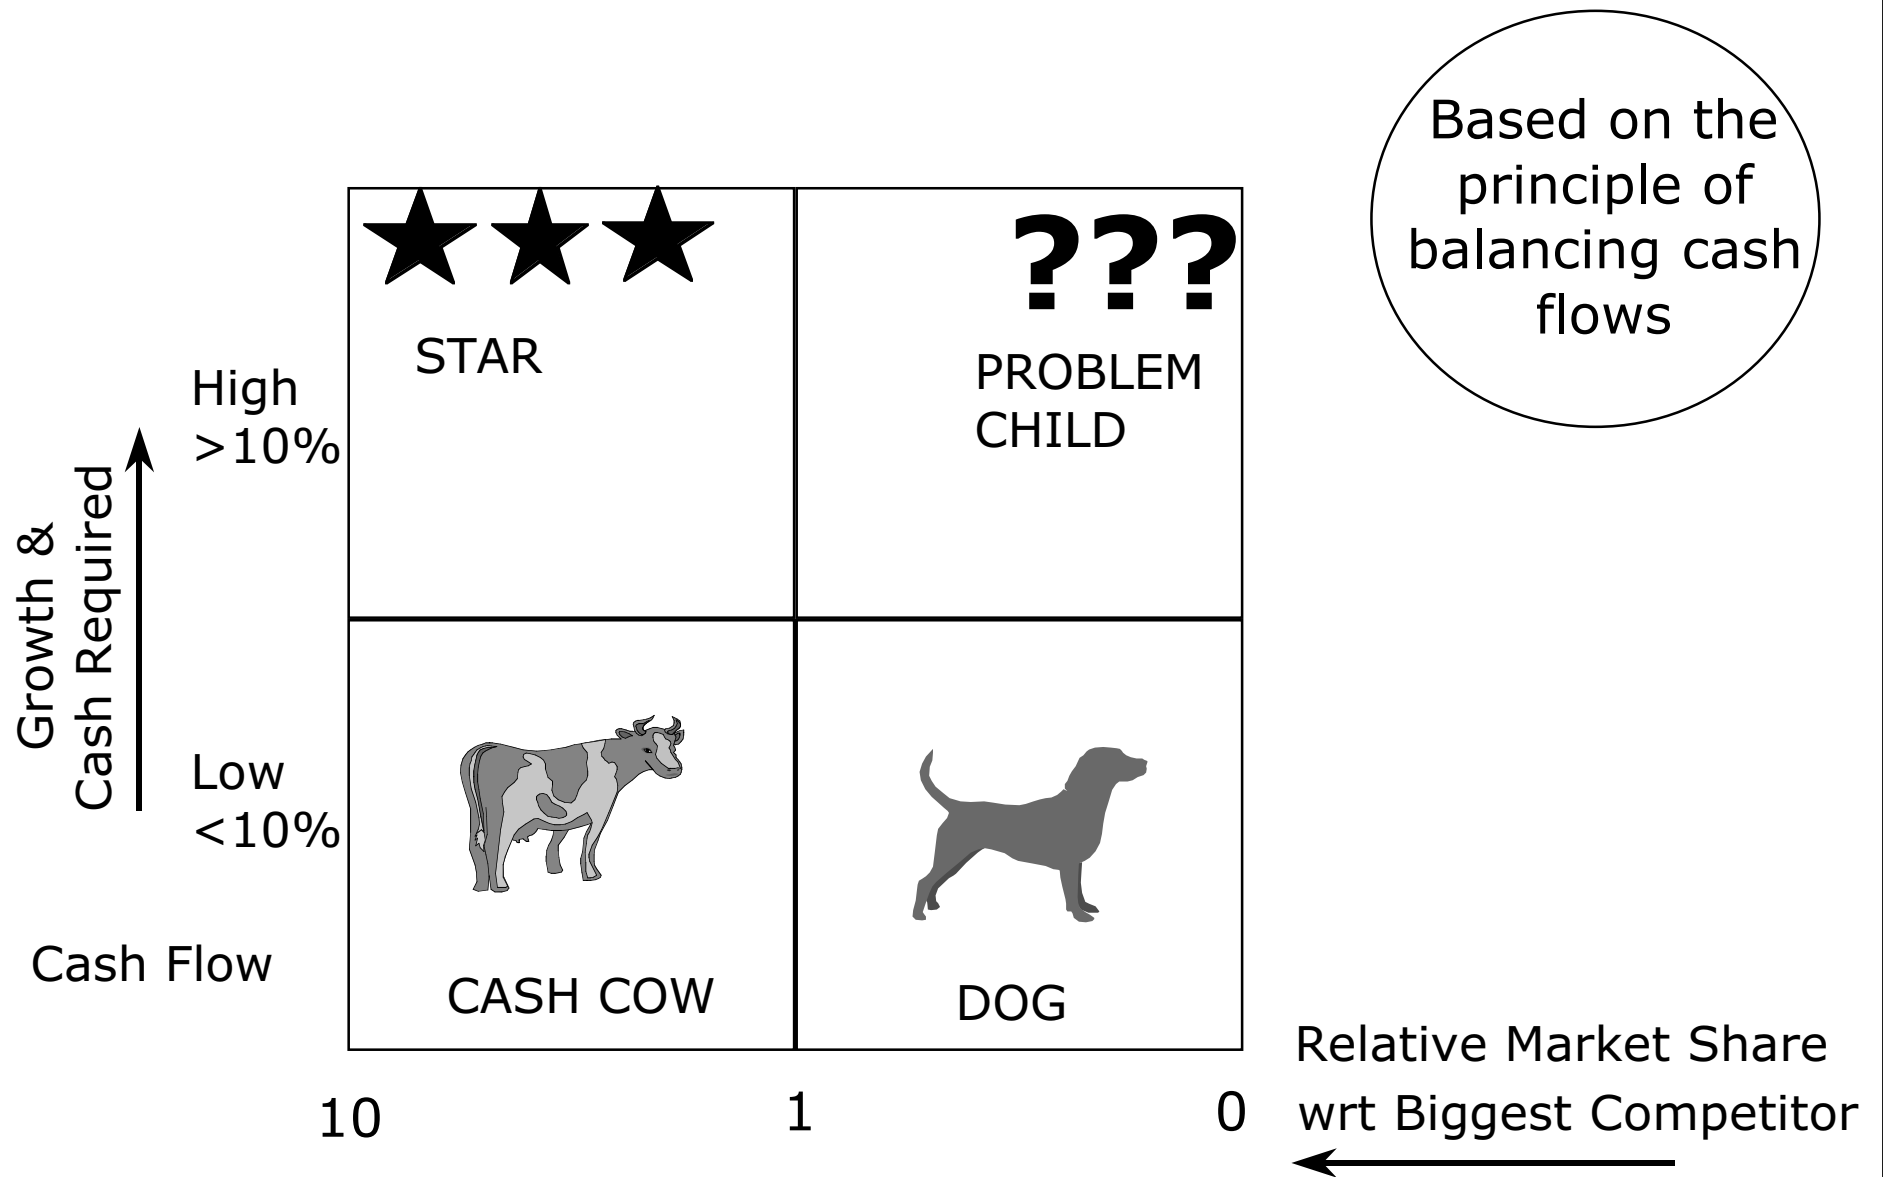 Based on the
principle of
balancing cash
flows
???
STAR
PROBLEM
CHILD
High
>10%
Growth &
Cash Required
Low
<10%
Cash Flow
CASH COW
DOG
Relative Market Share
wrt Biggest Competitor
10
1
0